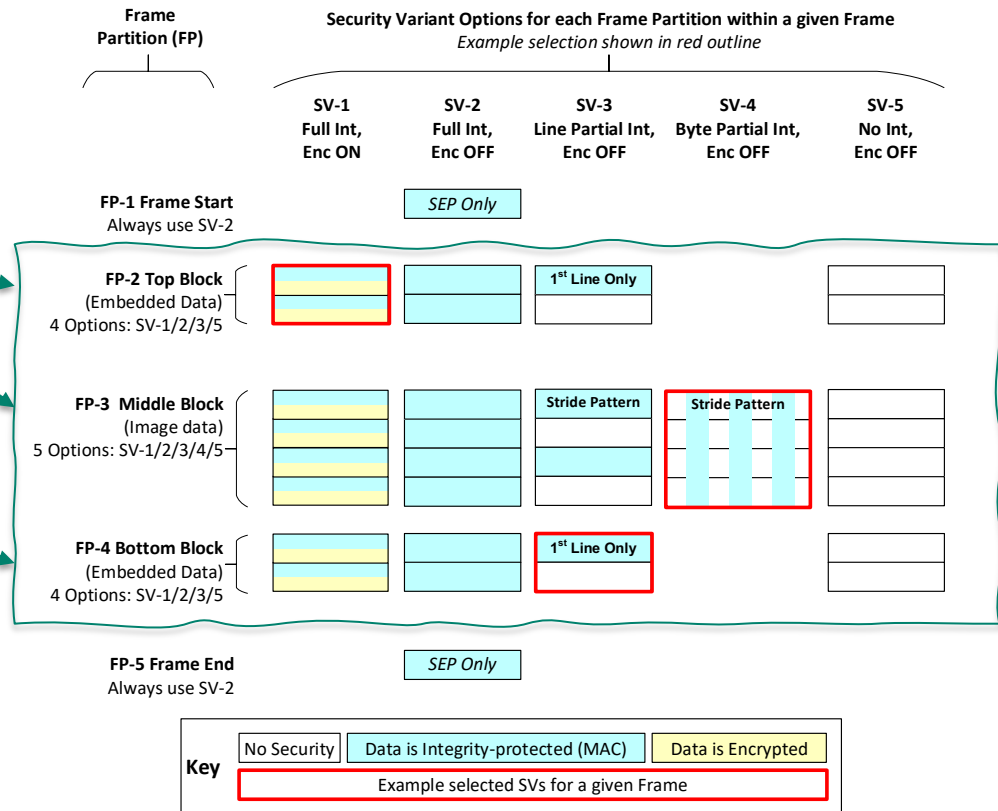 Frame
Partition (FP)
Security Variant Options for each Frame Partition within a given Frame
Example selection shown in red outline
SV-1
Full Int,
Enc ON
SV-2
Full Int,
Enc OFF
SV-3
Line Partial Int,
Enc OFF
SV-4
Byte Partial Int,
Enc OFF
SV-5
No Int,
Enc OFF
FP-1 Frame Start
Always use SV-2
SEP Only
FP-2 Top Block
(Embedded Data)
4 Options: SV-1/2/3/5
1st Line Only
FP-3 Middle Block
(Image data)
5 Options: SV-1/2/3/4/5
Stride Pattern
Stride Pattern
FP-4 Bottom Block
(Embedded Data)
4 Options: SV-1/2/3/5
1st Line Only
FP-5 Frame End
Always use SV-2
SEP Only
Key
No Security
Data is Integrity-protected (MAC)
Data is Encrypted
Example selected SVs for a given Frame